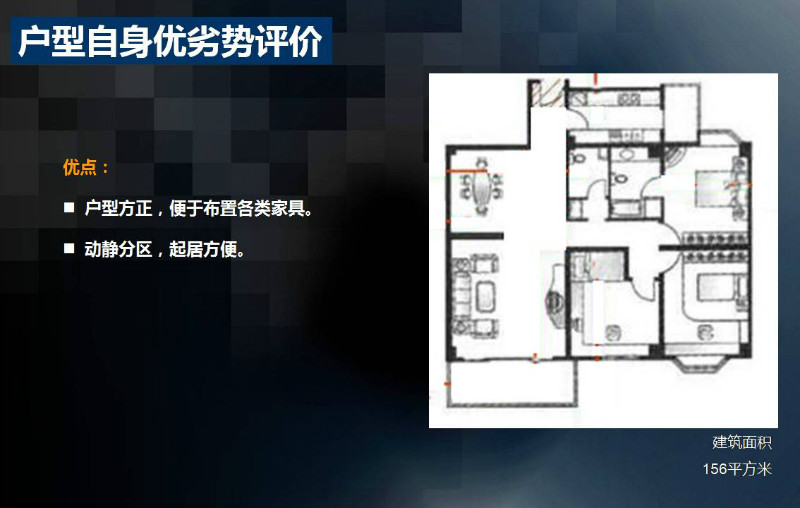 户型自身优劣势评价
优点：
■ 户型方正，便于布置各类家具。
■ 动静分区，起居方便。
建筑面积
156平方米